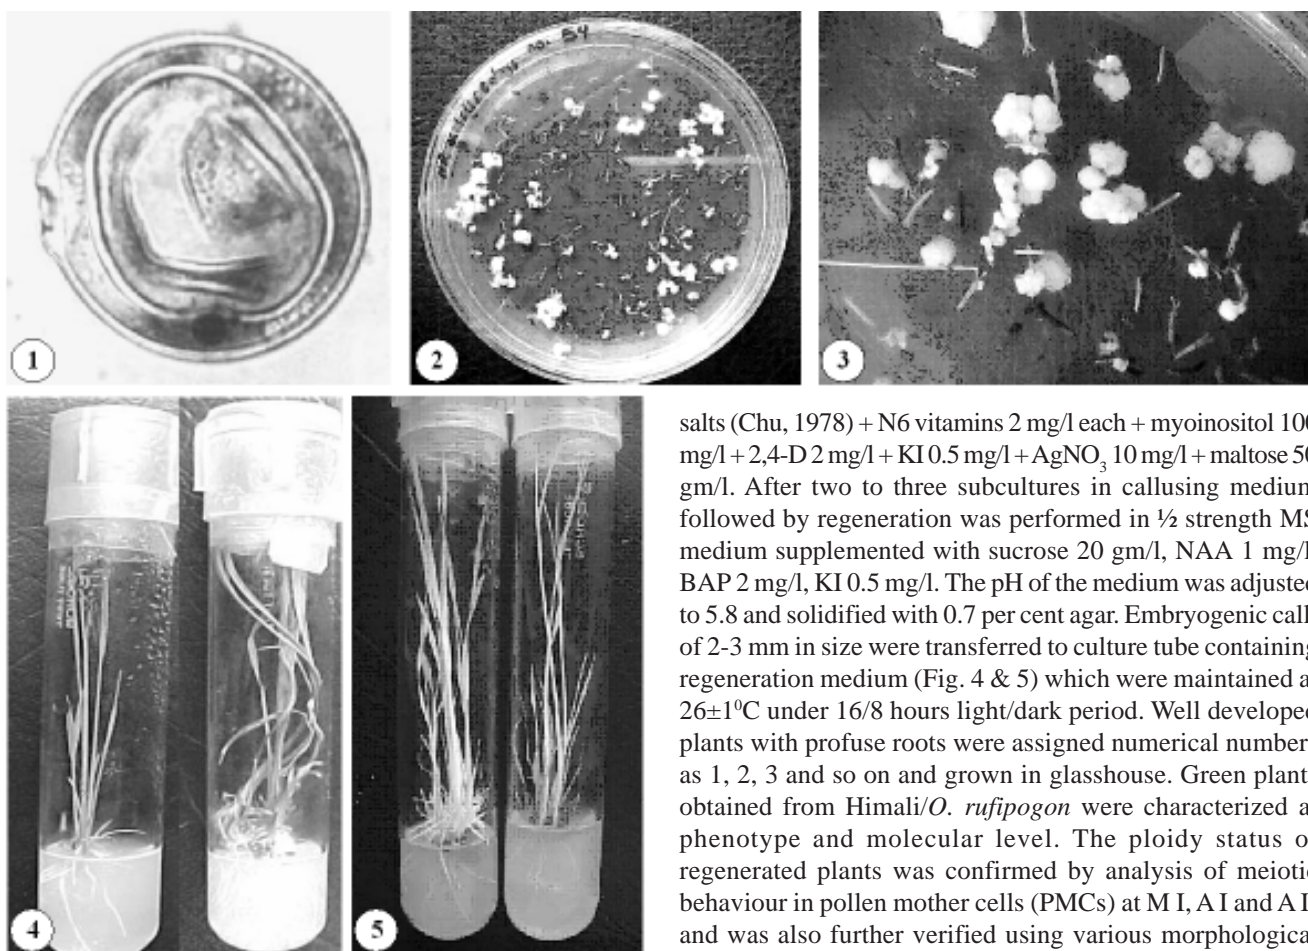 1
2
3
no. 54
4
5
salts (Chu, 1978) + N6 vitamins 2 mg/l each + myoinositol 100
mg/l + 2,4-D 2 mg/l + KI 0.5 mg/l + AgNO₃ 10 mg/l + maltose 50
gm/l. After two to three subcultures in callusing medium
followed by regeneration was performed in ½ strength MS
medium supplemented with sucrose 20 gm/l, NAA 1 mg/l
BAP 2 mg/l, KI 0.5 mg/l. The pH of the medium was adjusted
to 5.8 and solidified with 0.7 per cent agar. Embryogenic call
of 2-3 mm in size were transferred to culture tube containing
regeneration medium (Fig. 4 & 5) which were maintained a
26±1⁰C under 16/8 hours light/dark period. Well developed
plants with profuse roots were assigned numerical number
as 1, 2, 3 and so on and grown in glasshouse. Green plant
obtained from Himali/O. rufipogon were characterized a
phenotype and molecular level. The ploidy status o
regenerated plants was confirmed by analysis of meiotic
behaviour in pollen mother cells (PMCs) at M I, A I and A I
and was also further verified using various morphologica